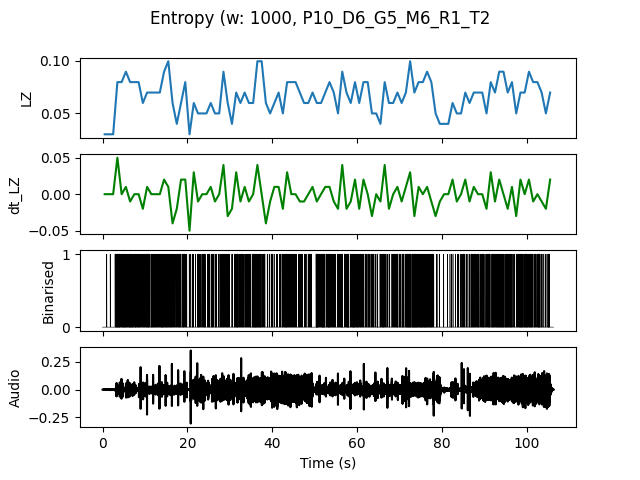 Entropy (w: 1000, P10_D6_G5_M6_R1_T2
0.10
0.05
LZ
0.05
0.00
−0.05
dt_LZ
1
0
Binarised
0.25
0.00
−0.25
Audio
0 20 40 60 80 100
Time (s)